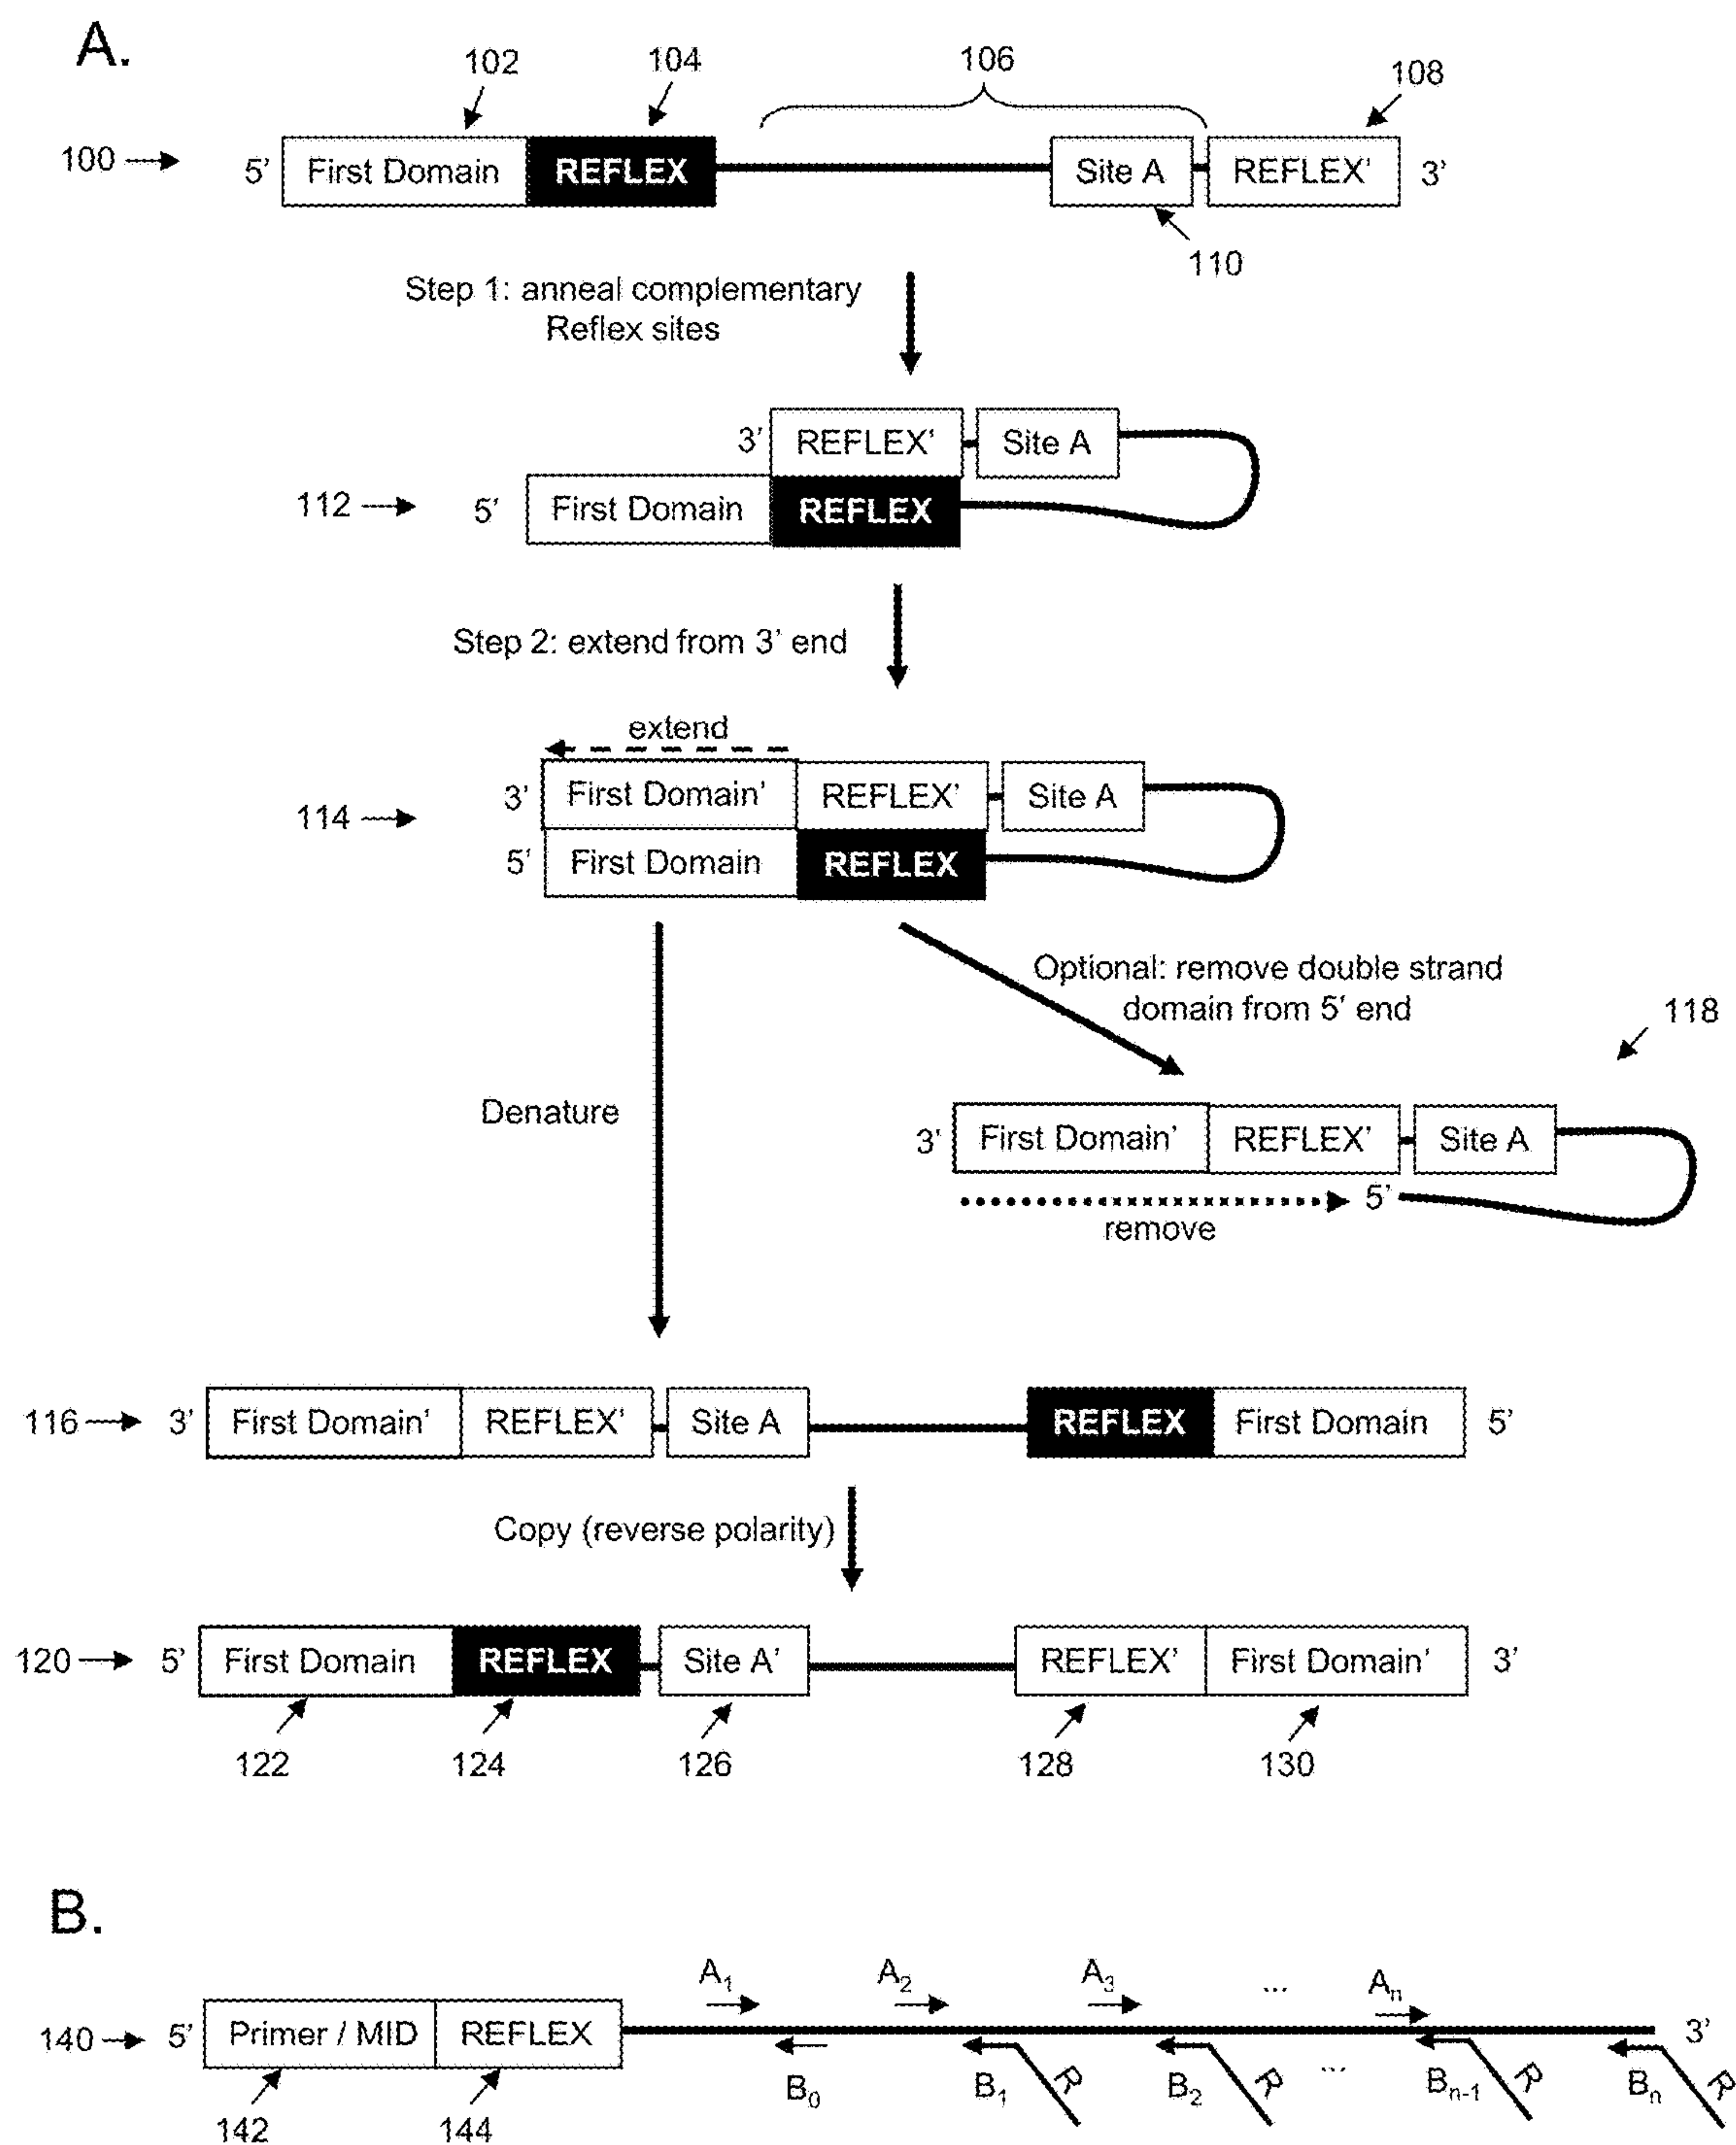 A.
102 104 106 108
100 5' First Domain REFLEX Site A REFLEX' 3'
110
Step 1: anneal complementary
Reflex sites
3' REFLEX' Site A
112 5' First Domain REFLEX
Step 2: extend from 3' end
extend
3' First Domain' REFLEX' Site A
114
5' First Domain REFLEX
Optional: remove double strand
domain from 5' end
118
Denature
3' First Domain' REFLEX' Site A
5'
remove
116 3' First Domain' REFLEX' Site A REFLEX First Domain 5'
Copy (reverse polarity)
120 5' First Domain REFLEX Site A' REFLEX' First Domain' 3'
122 124 126 128 130
B.
A1 A2 A3 ... An
140 5' Primer / MID REFLEX 3'
B0 B1 R B2 R ... Bn-1 R Bn R
142 144